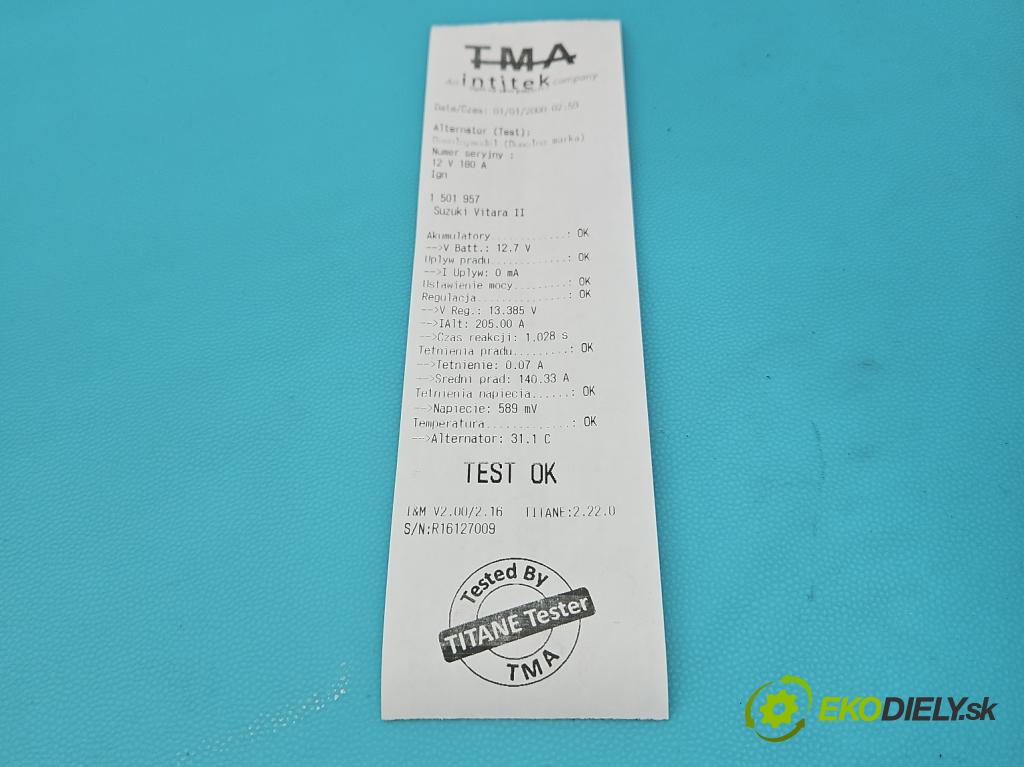 TMA
An intitek company
Data/Czas: 01/01/2000 02:59
Alternator (Test):
(Dowolna marka)
Numer seryjny :
12 V 180 A
Ign
1 501 957
Suzuki Vitara II
Akumulatory............: OK
-->V Batt.: 12.7 V
Uplyw pradu............: OK
-->I Uplyw: 0 mA
Ustawienie mocy........: OK
Regulacja..............: OK
-->V Reg.: 13.385 V
-->IAlt: 205.00 A
-->Czas reakcji: 1.028 s
Tetnienia pradu........: OK
-->Tetnienie: 0.07 A
-->Sredni prad: 140.33 A
Tetnienia napiecia.....: OK
-->Napiecie: 589 mV
Temperatura............: OK
-->Alternator: 31.1 C
TEST OK
I&M V2.00/2.16 TITANE:2.22.0
S/N:R16127009
Tested By
TITANE Tester
TMA
EKODIELY.sk